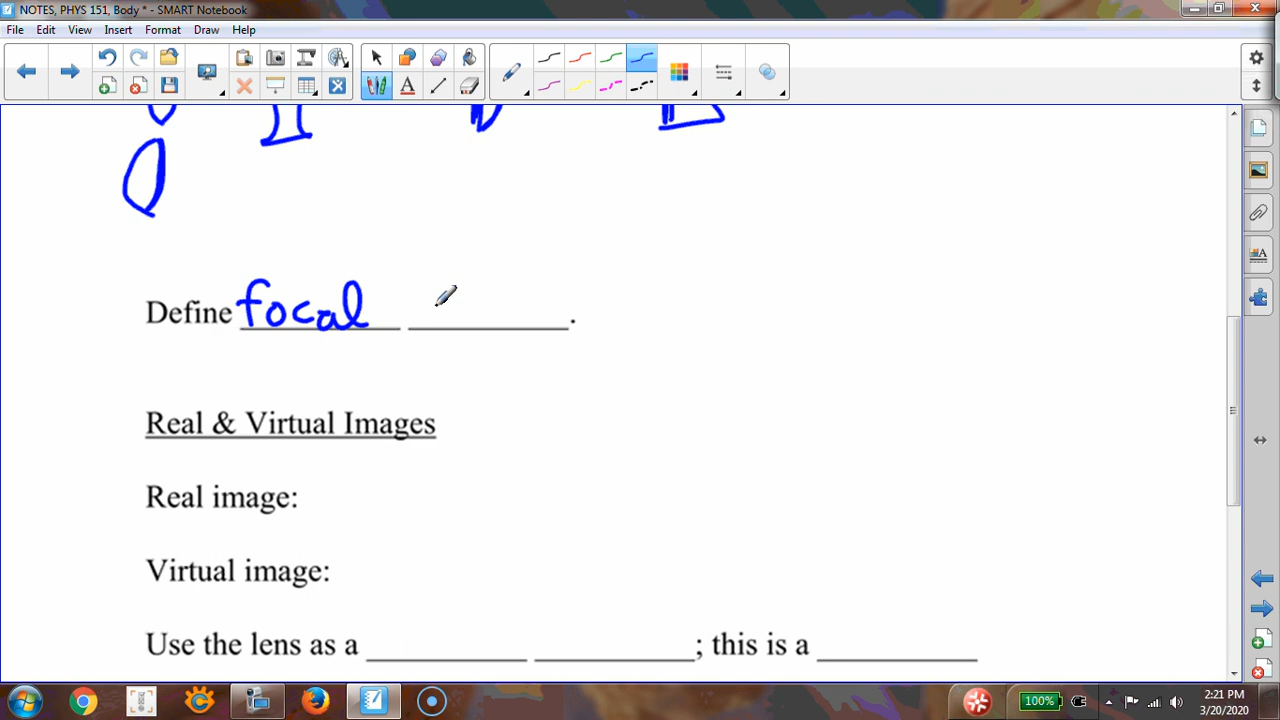 NOTES, PHYS 151, Body * - SMART Notebook
File Edit View Insert Format Draw Help
Define focal __________ .
Real & Virtual Images
Real image:
Virtual image:
Use the lens as a __________ __________; this is a __________
100%
2:21 PM
3/20/2020